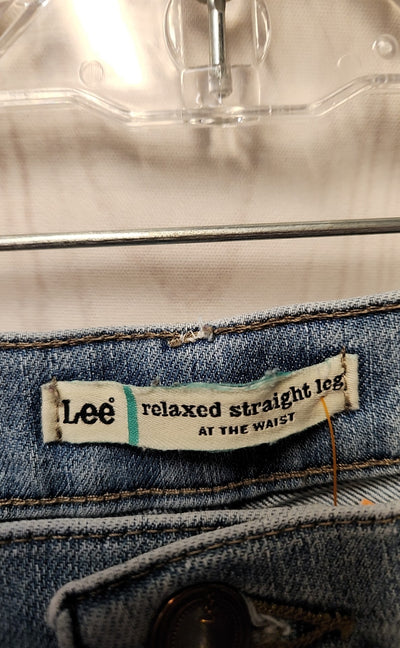 Lee®
relaxed straight leg
AT THE WAIST